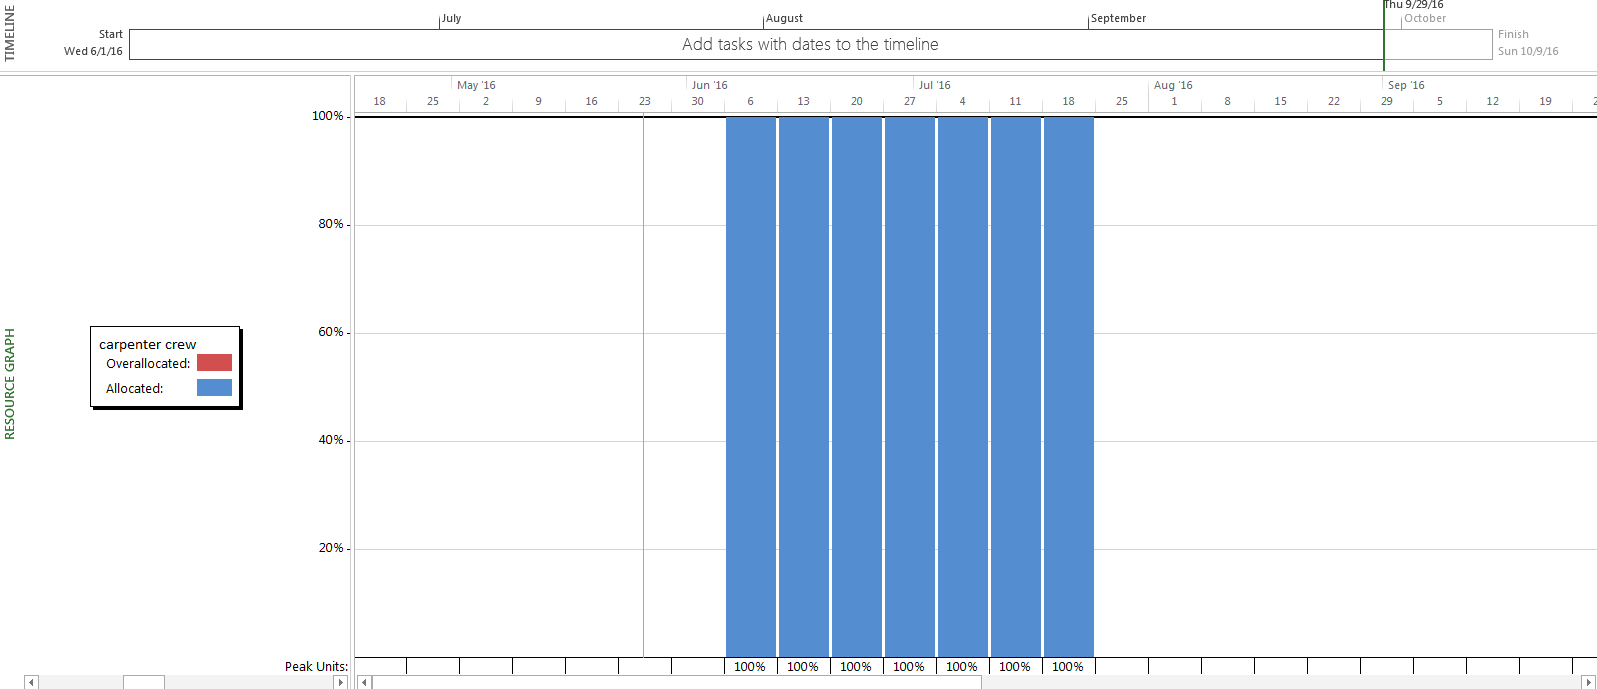 TIMELINE
Thu 9/29/16
July August September October
Start Finish
Wed 6/1/16 Sun 10/9/16
Add tasks with dates to the timeline
May '16 Jun '16 Jul '16 Aug '16 Sep '16
18 25 2 9 16 23 30 6 13 20 27 4 11 18 25 1 8 15 22 29 5 12 19 2
100%
80%
60%
40%
20%
RESOURCE GRAPH
carpenter crew
Overallocated:
Allocated:
Peak Units: 100% 100% 100% 100% 100% 100% 100%